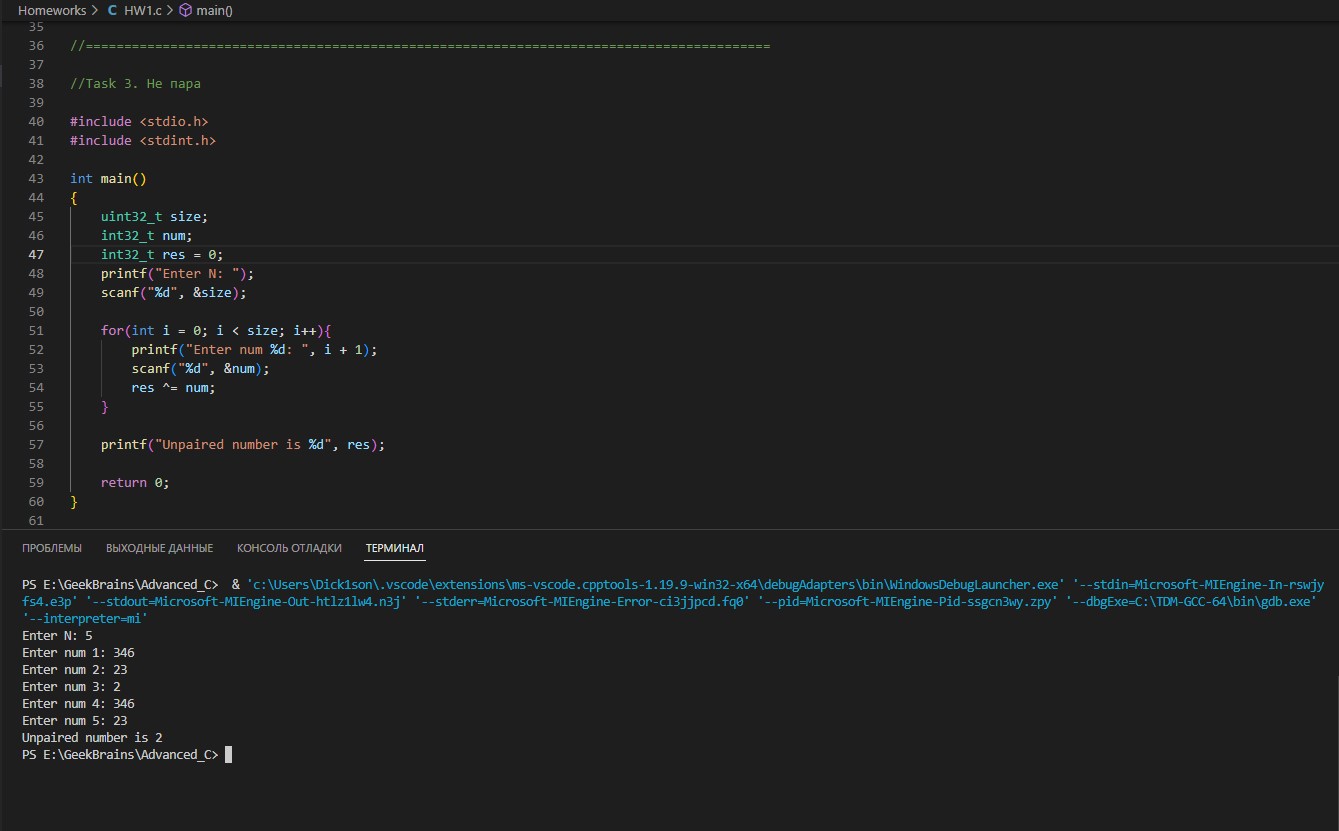 Homeworks > C HW1.c > main()
35
36 //=========================================================================================
37
38 //Task 3. Не пара
39
40 #include <stdio.h>
41 #include <stdint.h>
42
43 int main()
44 {
45     uint32_t size;
46     int32_t num;
47     int32_t res = 0;
48     printf("Enter N: ");
49     scanf("%d", &size);
50
51     for(int i = 0; i < size; i++){
52         printf("Enter num %d: ", i + 1);
53         scanf("%d", &num);
54         res ^= num;
55     }
56
57     printf("Unpaired number is %d", res);
58
59     return 0;
60 }
61
ПРОБЛЕМЫ ВЫХОДНЫЕ ДАННЫЕ КОНСОЛЬ ОТЛАДКИ ТЕРМИНАЛ
PS E:\GeekBrains\Advanced_C>  & 'c:\Users\Dick1son\.vscode\extensions\ms-vscode.cpptools-1.19.9-win32-x64\debugAdapters\bin\WindowsDebugLauncher.exe' '--stdin=Microsoft-MIEngine-In-rswjy
fs4.e3p' '--stdout=Microsoft-MIEngine-Out-htlz1lw4.n3j' '--stderr=Microsoft-MIEngine-Error-ci3jjpcd.fq0' '--pid=Microsoft-MIEngine-Pid-ssgcn3wy.zpy' '--dbgExe=C:\TDM-GCC-64\bin\gdb.exe'
'--interpreter=mi'
Enter N: 5
Enter num 1: 346
Enter num 2: 23
Enter num 3: 2
Enter num 4: 346
Enter num 5: 23
Unpaired number is 2
PS E:\GeekBrains\Advanced_C>